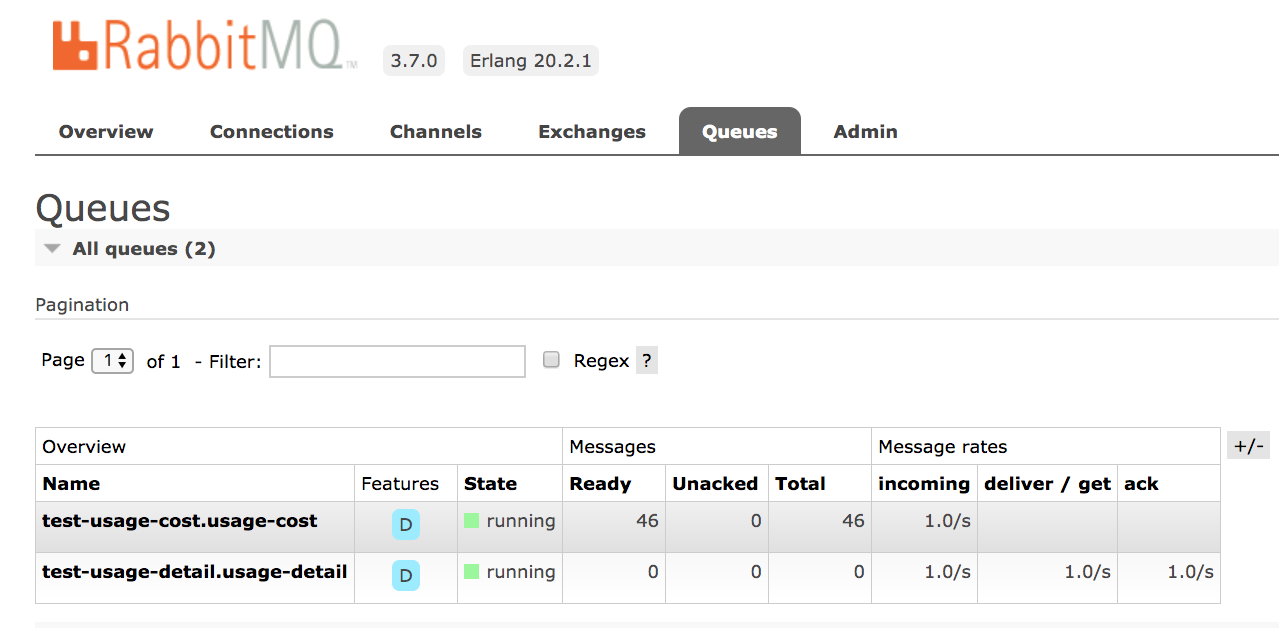 RabbitMQ™ 3.7.0 Erlang 20.2.1
Overview Connections Channels Exchanges Queues Admin
Queues
All queues (2)
Pagination
Page 1 of 1 - Filter: Regex ?
Overview Messages Message rates +/-
Name Features State Ready Unacked Total incoming deliver / get ack
test-usage-cost.usage-cost D running 46 0 46 1.0/s
test-usage-detail.usage-detail D running 0 0 0 1.0/s 1.0/s 1.0/s